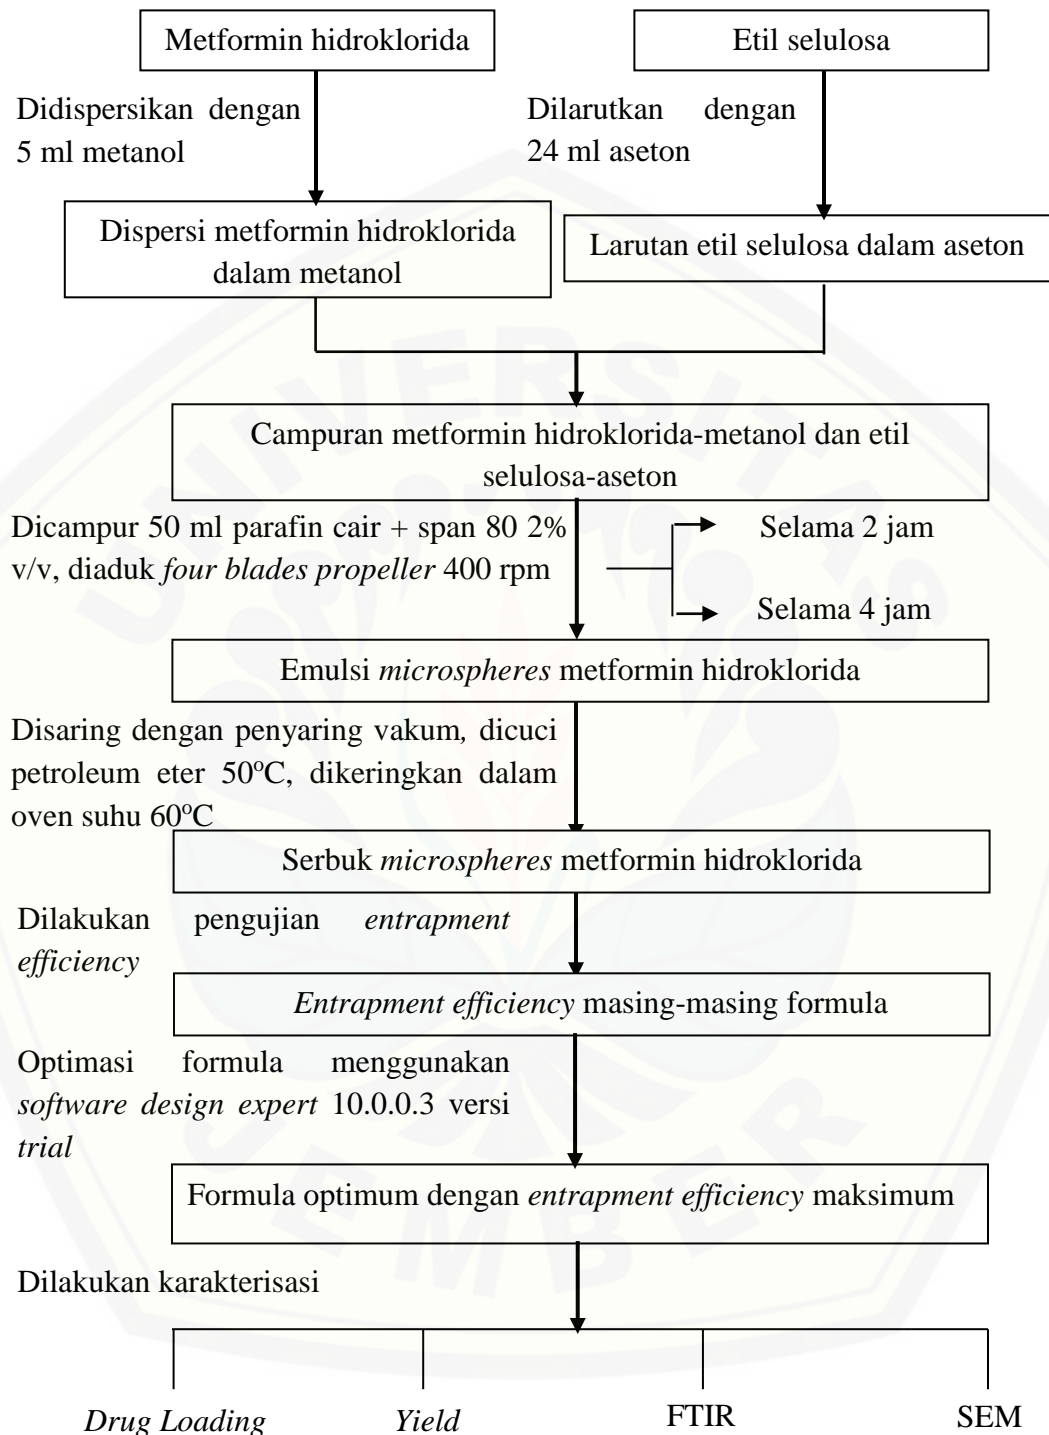 Metformin hidroklorida
Etil selulosa
Didispersikan dengan
5 ml metanol
Dilarutkan dengan
24 ml aseton
Dispersi metformin hidroklorida
dalam metanol
Larutan etil selulosa dalam aseton
Campuran metformin hidroklorida-metanol dan etil
selulosa-aseton
Dicampur 50 ml parafin cair + span 80 2%
v/v, diaduk four blades propeller 400 rpm
Selama 2 jam
Selama 4 jam
Emulsi microspheres metformin hidroklorida
Disaring dengan penyaring vakum, dicuci
petroleum eter 50°C, dikeringkan dalam
oven suhu 60°C
Serbuk microspheres metformin hidroklorida
Dilakukan pengujian entrapment
efficiency
Entrapment efficiency masing-masing formula
Optimasi formula menggunakan
software design expert 10.0.0.3 versi
trial
Formula optimum dengan entrapment efficiency maksimum
Dilakukan karakterisasi
Drug Loading
Yield
FTIR
SEM
UNIVERSITAS
JEMBER